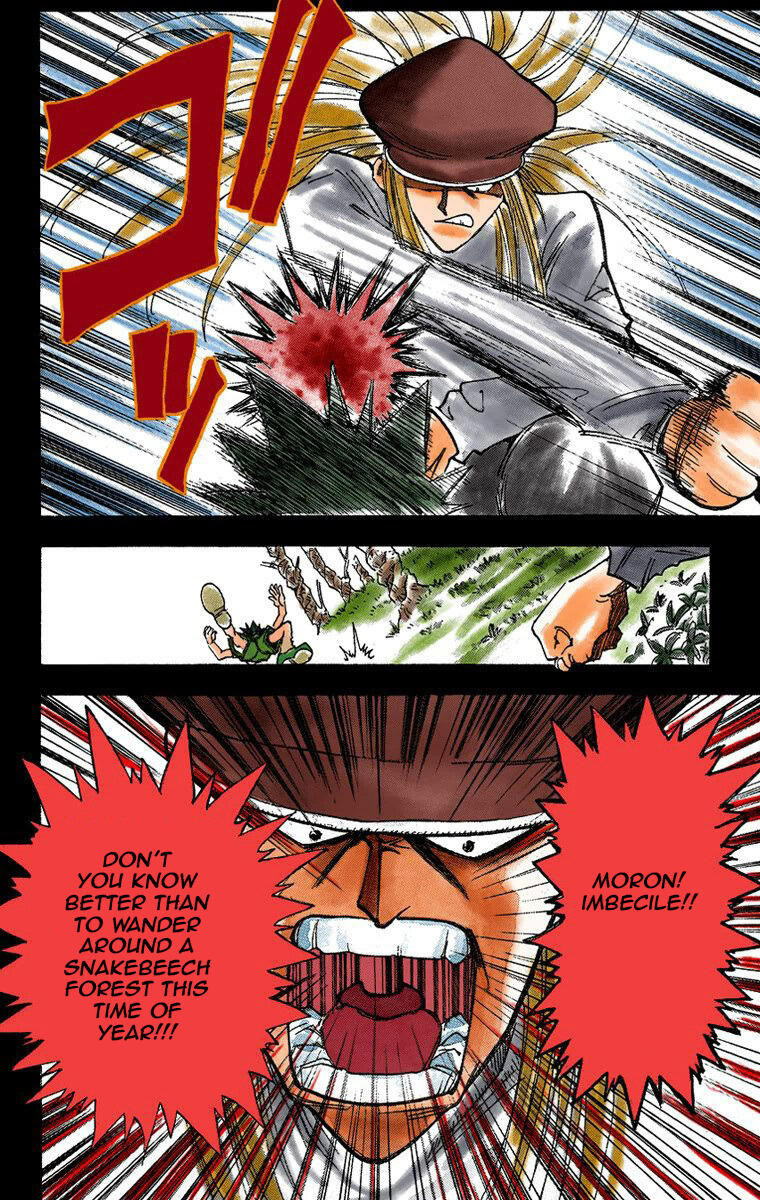 ゴッ
MORON!
IMBECILE!!
DON'T
YOU KNOW
BETTER THAN
TO WANDER
AROUND A
SNAKEBEECH
FOREST THIS
TIME OF
YEAR!!!